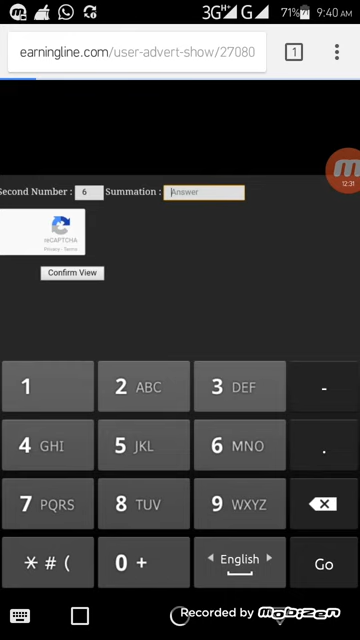 3G H+ G 71% 9:40 AM
earningline.com/user-advert-show/27080 1
12:31
Second Number : 6 Summation : Answer
reCAPTCHA
Privacy - Terms
Confirm View
1 2 ABC 3 DEF -
4 GHI 5 JKL 6 MNO .
7 PQRS 8 TUV 9 WXYZ
* # ( 0 + English Go
Recorded by mobizen